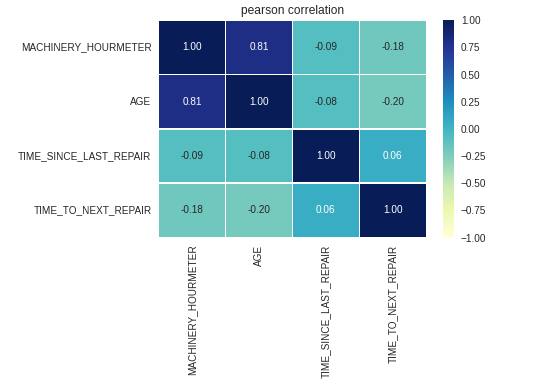 pearson correlation
MACHINERY_HOURMETER 1.00 0.81 -0.09 -0.18
AGE 0.81 1.00 -0.08 -0.20
TIME_SINCE_LAST_REPAIR -0.09 -0.08 1.00 0.06
TIME_TO_NEXT_REPAIR -0.18 -0.20 0.06 1.00
MACHINERY_HOURMETER
AGE
TIME_SINCE_LAST_REPAIR
TIME_TO_NEXT_REPAIR
1.00
0.75
0.50
0.25
0.00
−0.25
−0.50
−0.75
−1.00